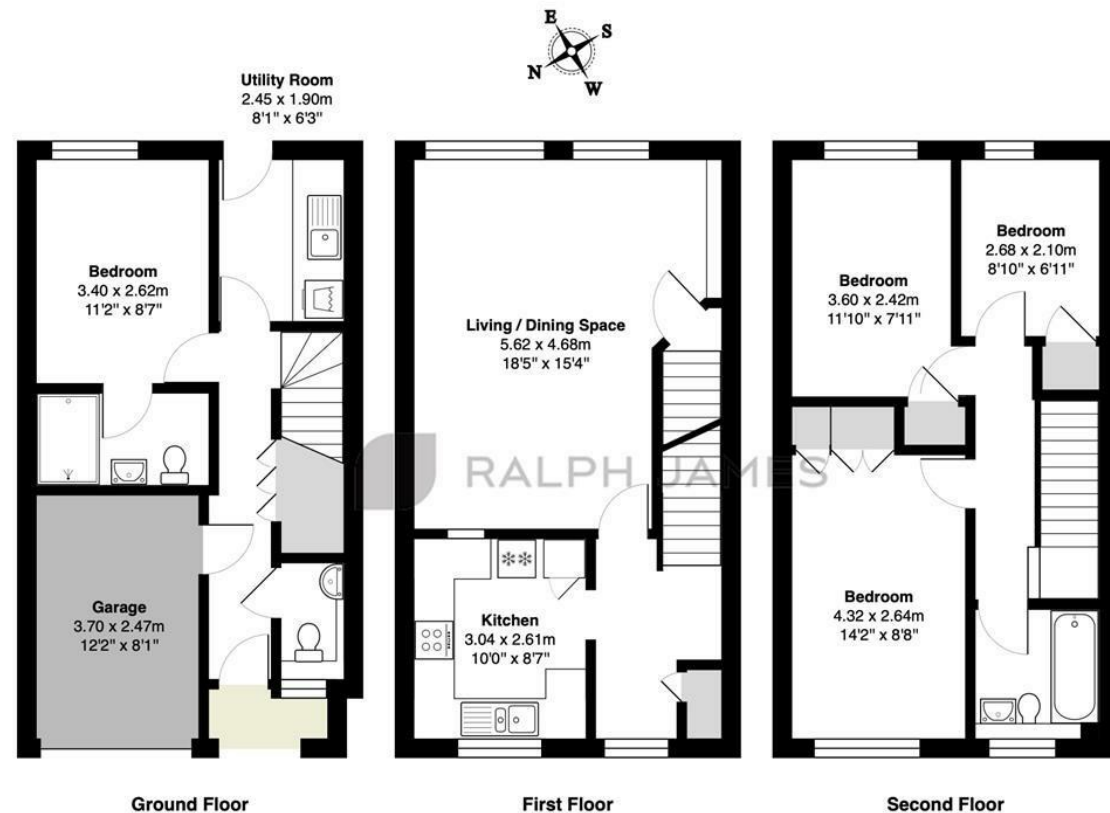 E
S
N
W
Utility Room
2.45 x 1.90m
8'1" x 6'3"
Bedroom
3.40 x 2.62m
11'2" x 8'7"
Garage
3.70 x 2.47m
12'2" x 8'1"
Ground Floor
Living / Dining Space
5.62 x 4.68m
18'5" x 15'4"
Kitchen
3.04 x 2.61m
10'0" x 8'7"
First Floor
Bedroom
3.60 x 2.42m
11'10" x 7'11"
Bedroom
2.68 x 2.10m
8'10" x 6'11"
Bedroom
4.32 x 2.64m
14'2" x 8'8"
Second Floor
RALPH JAMES